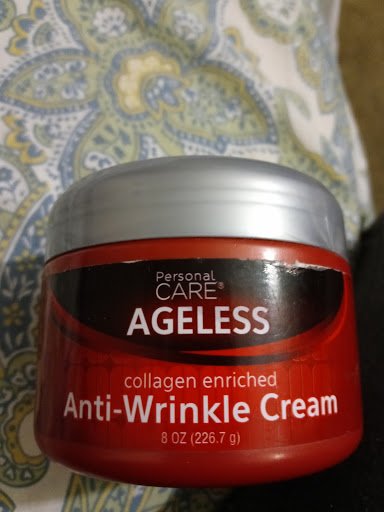 Personal
CARE®
AGELESS
collagen enriched
Anti-Wrinkle Cream
8 OZ (226.7 g)